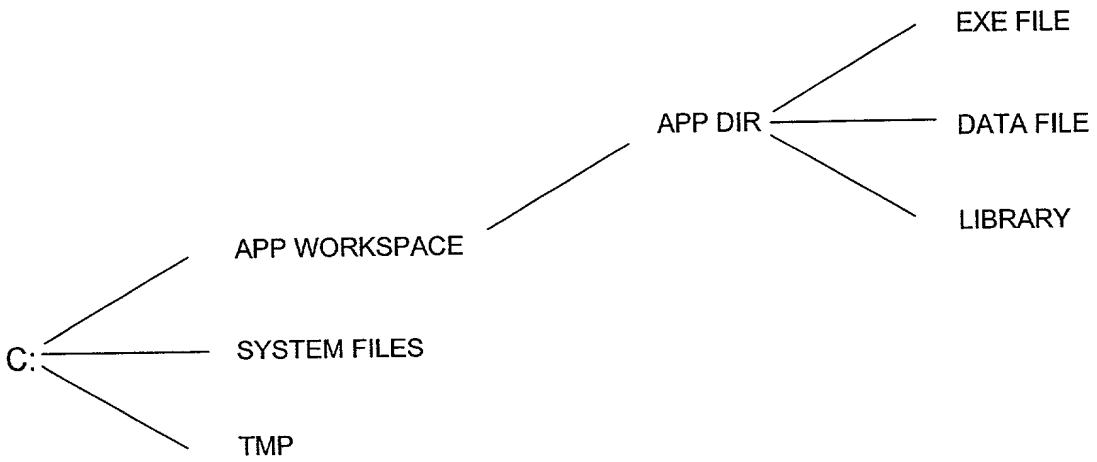 EXE FILE
APP DIR
DATA FILE
LIBRARY
APP WORKSPACE
SYSTEM FILES
C:
TMP